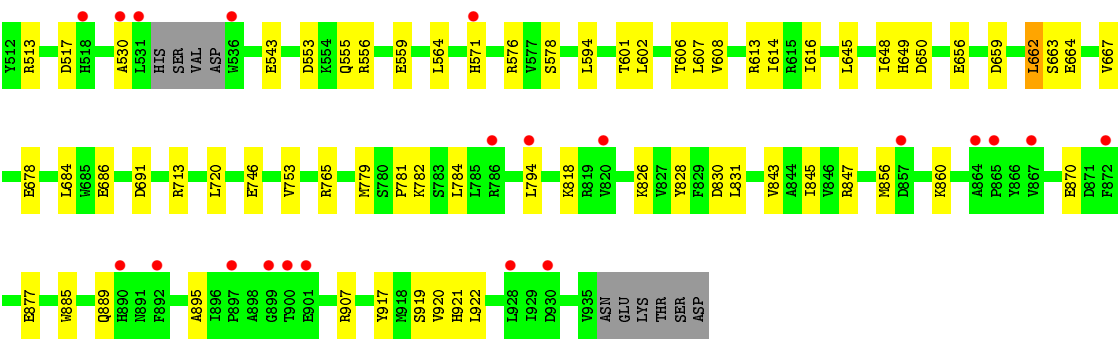 Y512 R513 D517 H518 A530 L531 HIS SER VAL ASP W536 E543 D553 K554 Q555 R556 E559 L564 H571 R576 V577 S578 L594 T601 L602 T606 L607 V608 R613 I614 R615 I616 L645 I648 H649 D650 E656 D659 L662 S663 E664 V667
E678 L684 W685 E686 D691 R713 L720 E746 V753 R765 M779 S780 P781 K782 S783 L784 L785 R786 L794 K818 R819 V820 K826 V827 Y828 F829 D830 L831 V843 A844 I845 V846 R847 M856 D857 K860 A864 P865 Y866 V867 E870 D871 F872
E877 W885 Q889 H890 N891 F892 A895 I896 P897 A898 G899 T900 E901 R907 Y917 M918 S919 V920 H921 L922 L928 I929 D930 V935 ASN GLU LYS THR SER ASP